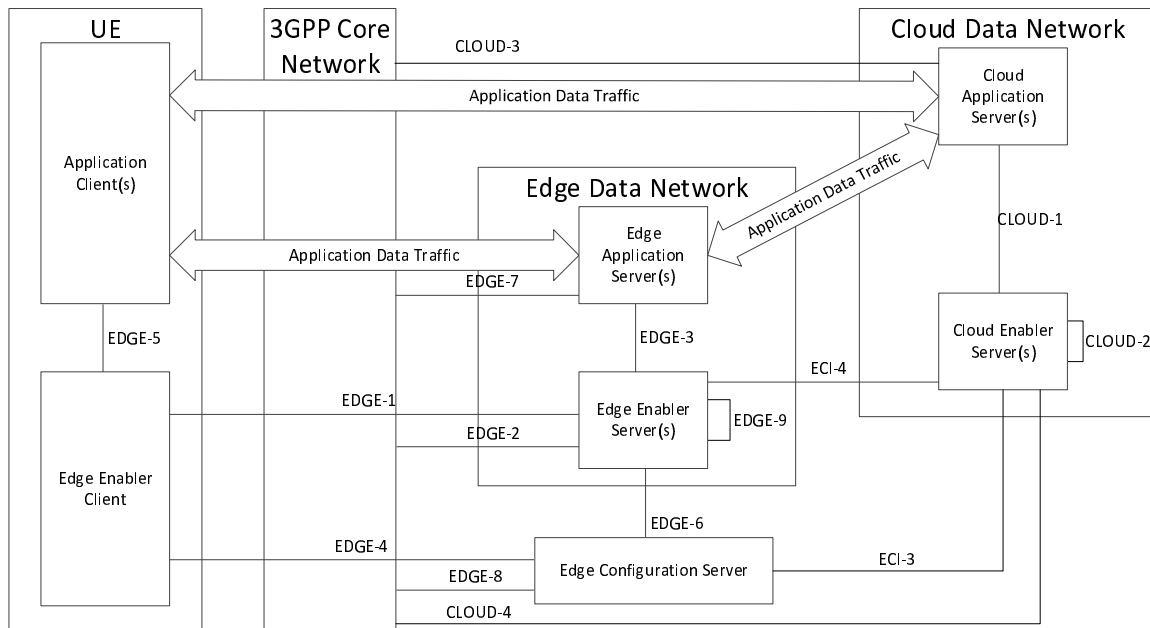 UE
3GPP Core
Network
Cloud Data Network
CLOUD-3
Application Data Traffic
Cloud
Application
Server(s)
Application
Client(s)
Edge Data Network
Application Data Traffic
Edge
Application
Server(s)
Application Data Traffic
CLOUD-1
EDGE-7
EDGE-5
EDGE-3
Cloud Enabler
Server(s)
CLOUD-2
ECI-4
EDGE-1
Edge Enabler
Server(s)
EDGE-9
EDGE-2
Edge Enabler
Client
EDGE-6
EDGE-4
Edge Configuration Server
ECI-3
EDGE-8
CLOUD-4